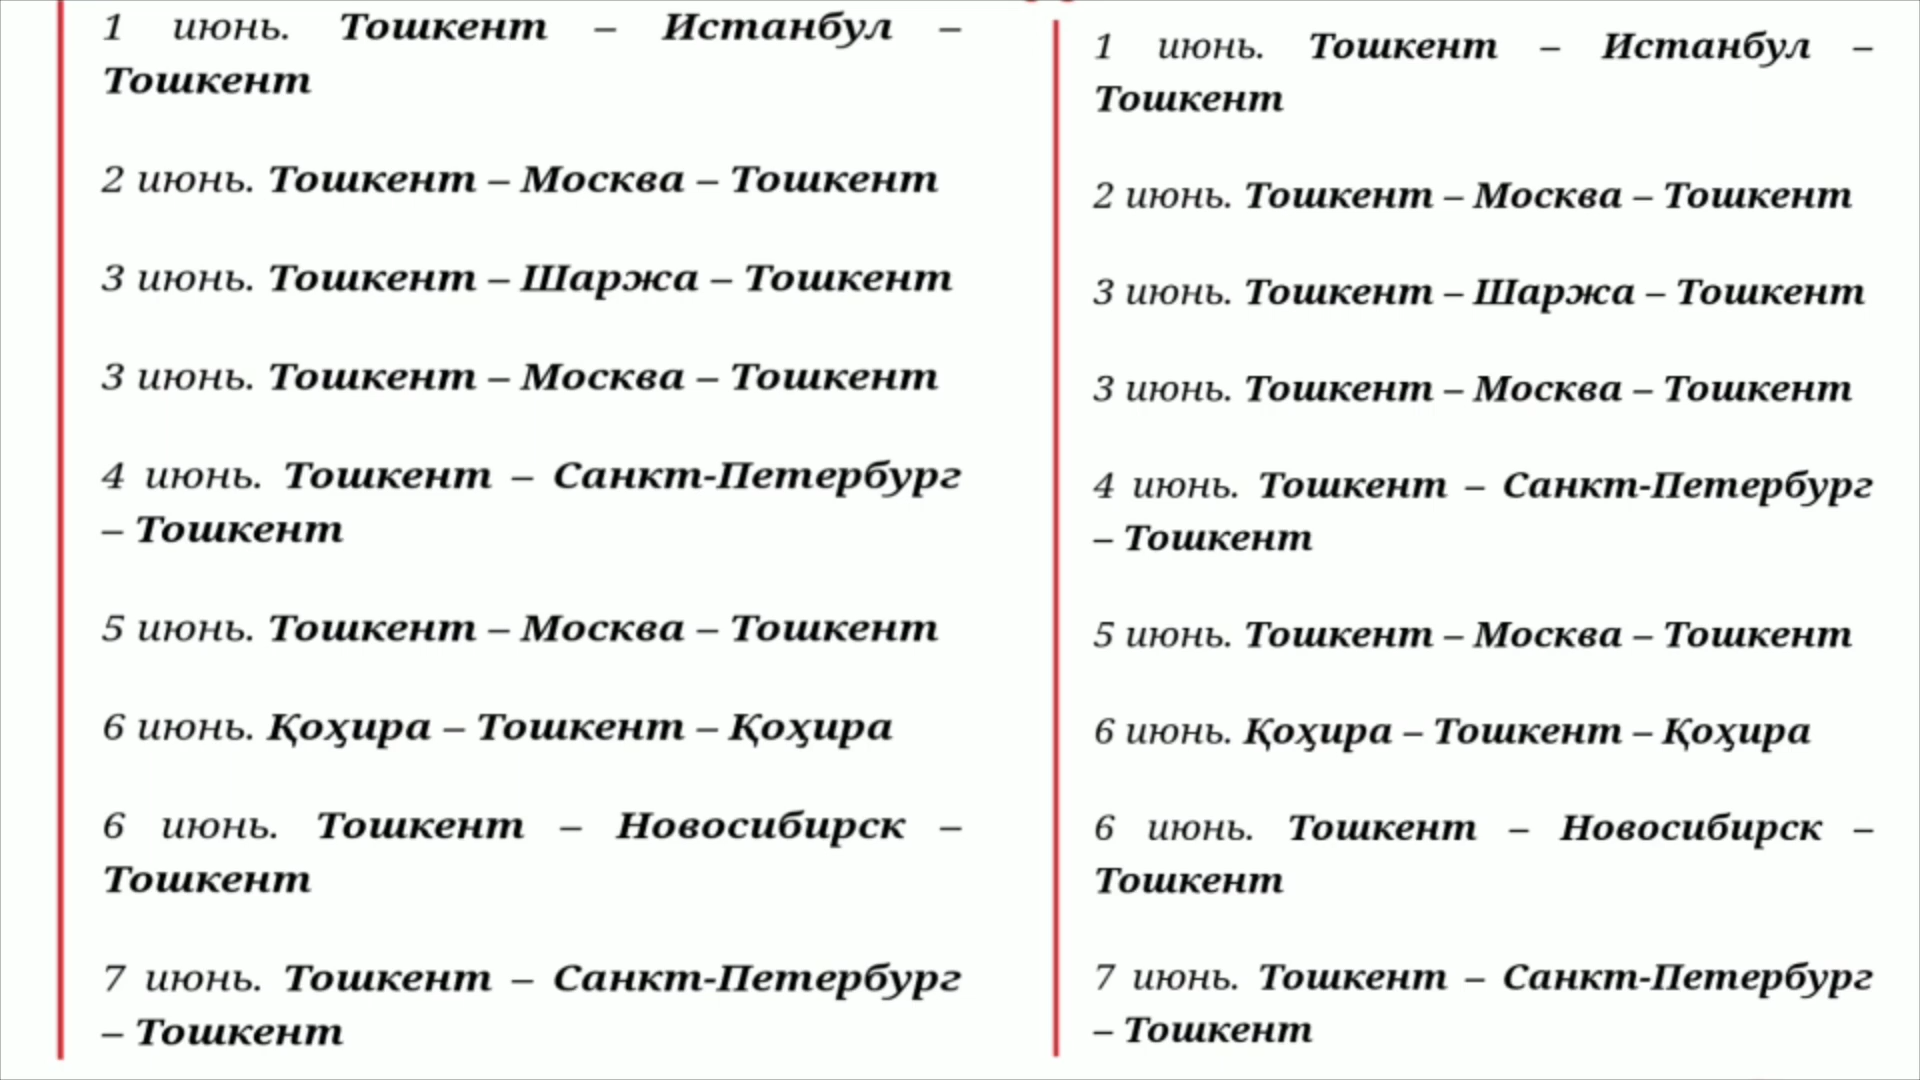 1 июнь. Тошкент – Истанбул –
Тошкент
2 июнь. Тошкент – Москва – Тошкент
3 июнь. Тошкент – Шаржа – Тошкент
3 июнь. Тошкент – Москва – Тошкент
4 июнь. Тошкент – Санкт-Петербург
– Тошкент
5 июнь. Тошкент – Москва – Тошкент
6 июнь. Қоҳира – Тошкент – Қоҳира
6 июнь. Тошкент – Новосибирск –
Тошкент
7 июнь. Тошкент – Санкт-Петербург
– Тошкент
1 июнь. Тошкент – Истанбул –
Тошкент
2 июнь. Тошкент – Москва – Тошкент
3 июнь. Тошкент – Шаржа – Тошкент
3 июнь. Тошкент – Москва – Тошкент
4 июнь. Тошкент – Санкт-Петербург
– Тошкент
5 июнь. Тошкент – Москва – Тошкент
6 июнь. Қоҳира – Тошкент – Қоҳира
6 июнь. Тошкент – Новосибирск –
Тошкент
7 июнь. Тошкент – Санкт-Петербург
– Тошкент